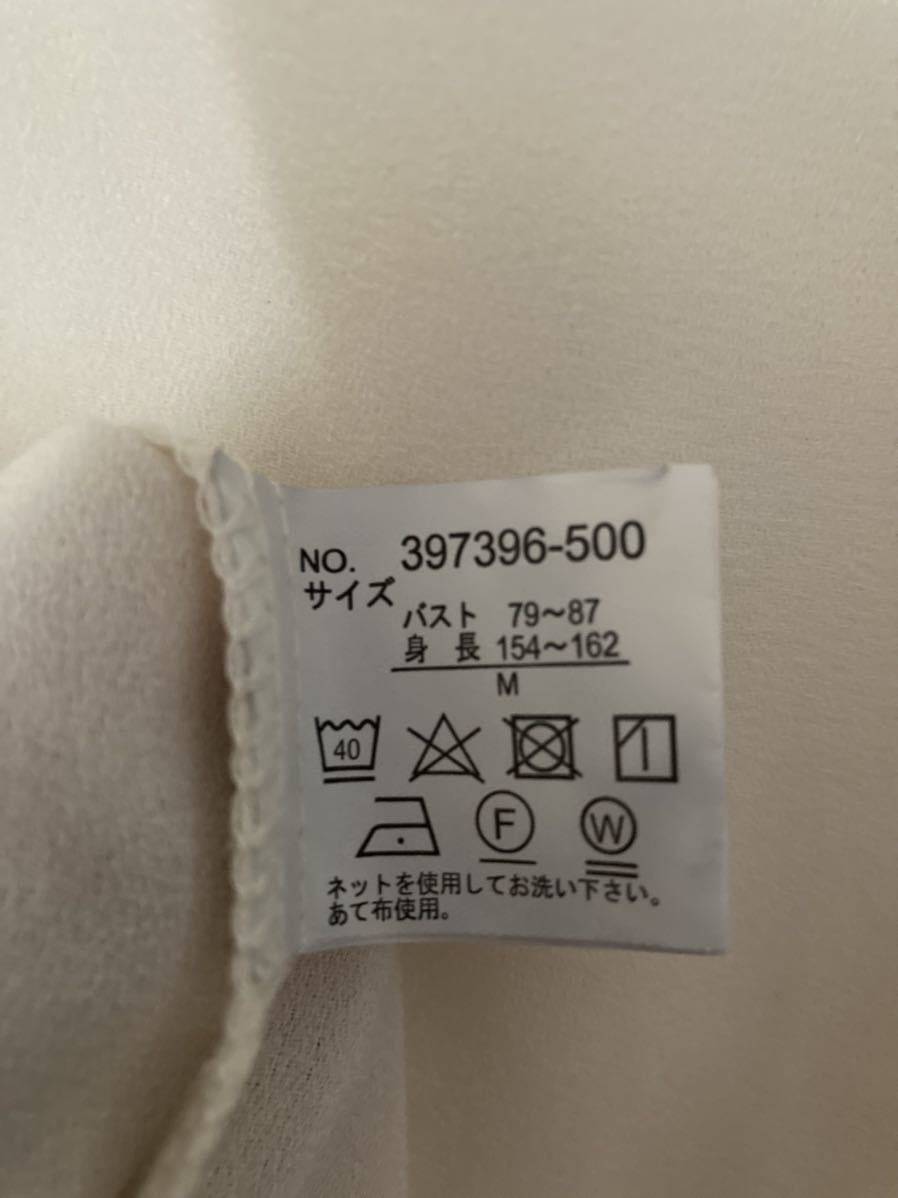 NO. 397396-500
サイズ
バスト 79～87
身 長 154～162
M
40
F W
ネットを使用してお洗い下さい。
あて布使用。